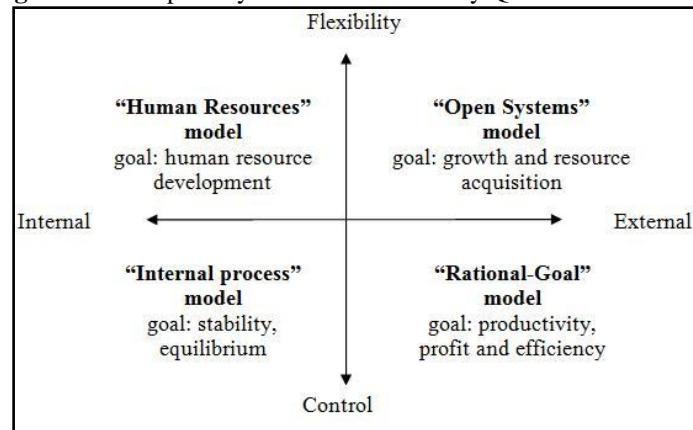 Flexibility
“Human Resources”
model
goal: human resource
development
“Open Systems”
model
goal: growth and resource
acquisition
Internal
External
“Internal process”
model
goal: stability,
equilibrium
“Rational-Goal”
model
goal: productivity,
profit and efficiency
Control